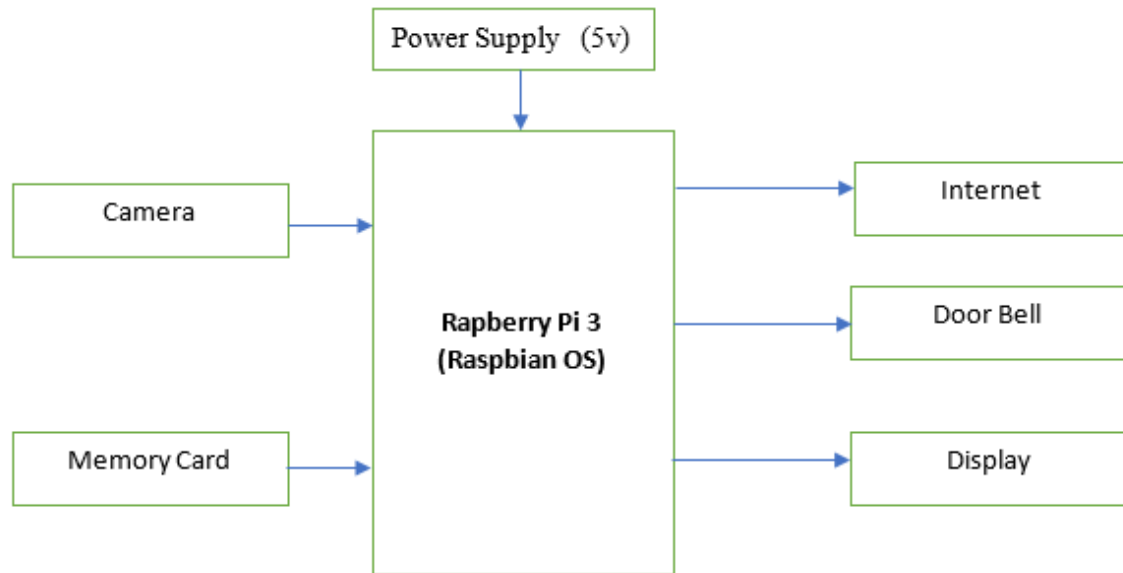 Power Supply (5v)
Camera
Internet
Door Bell
Rapberry Pi 3
(Raspbian OS)
Memory Card
Display